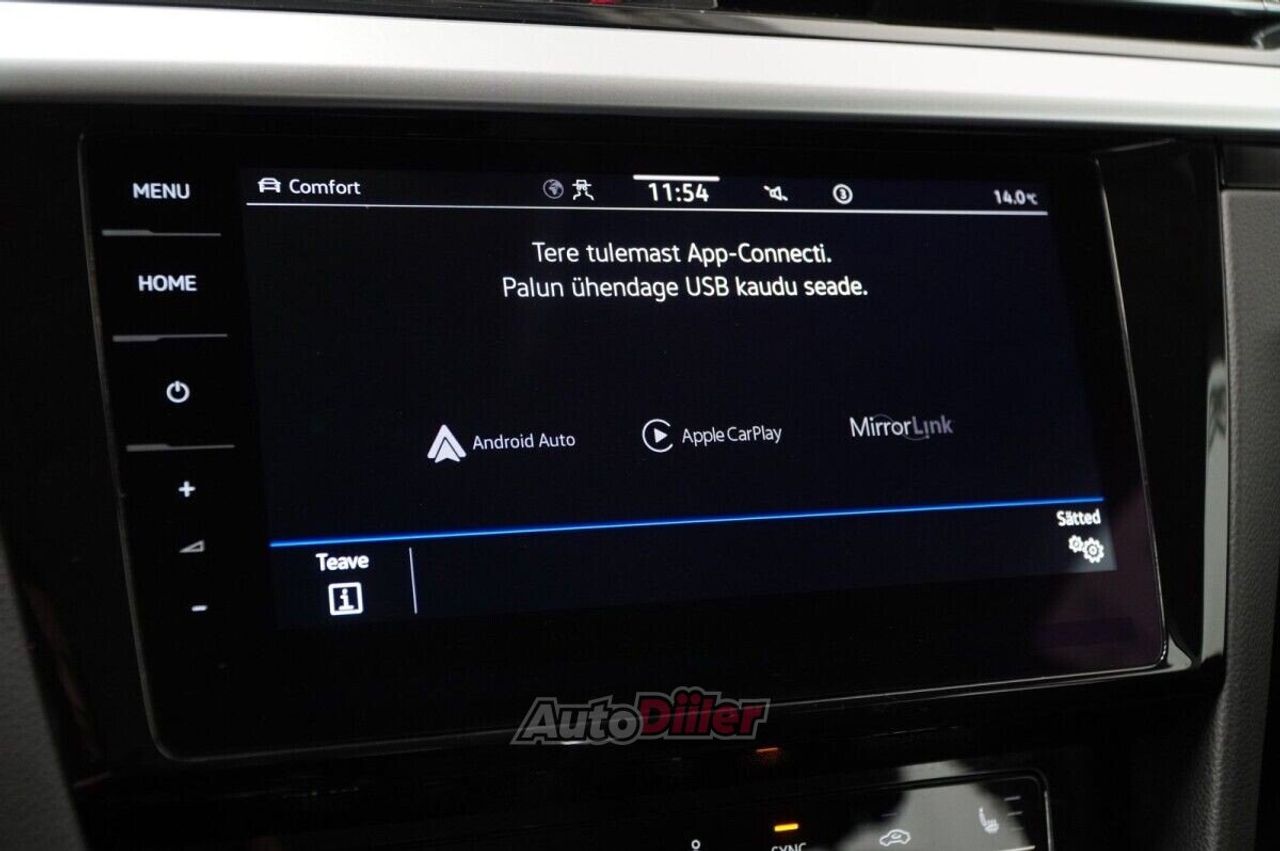 MENU
HOME
Comfort
11:54
3
14.0°C
Tere tulemast App-Connecti.
Palun ühendage USB kaudu seade.
Android Auto
Apple CarPlay
MirrorLink
Teave
i
Sätted
AutoDiiler
SYNC